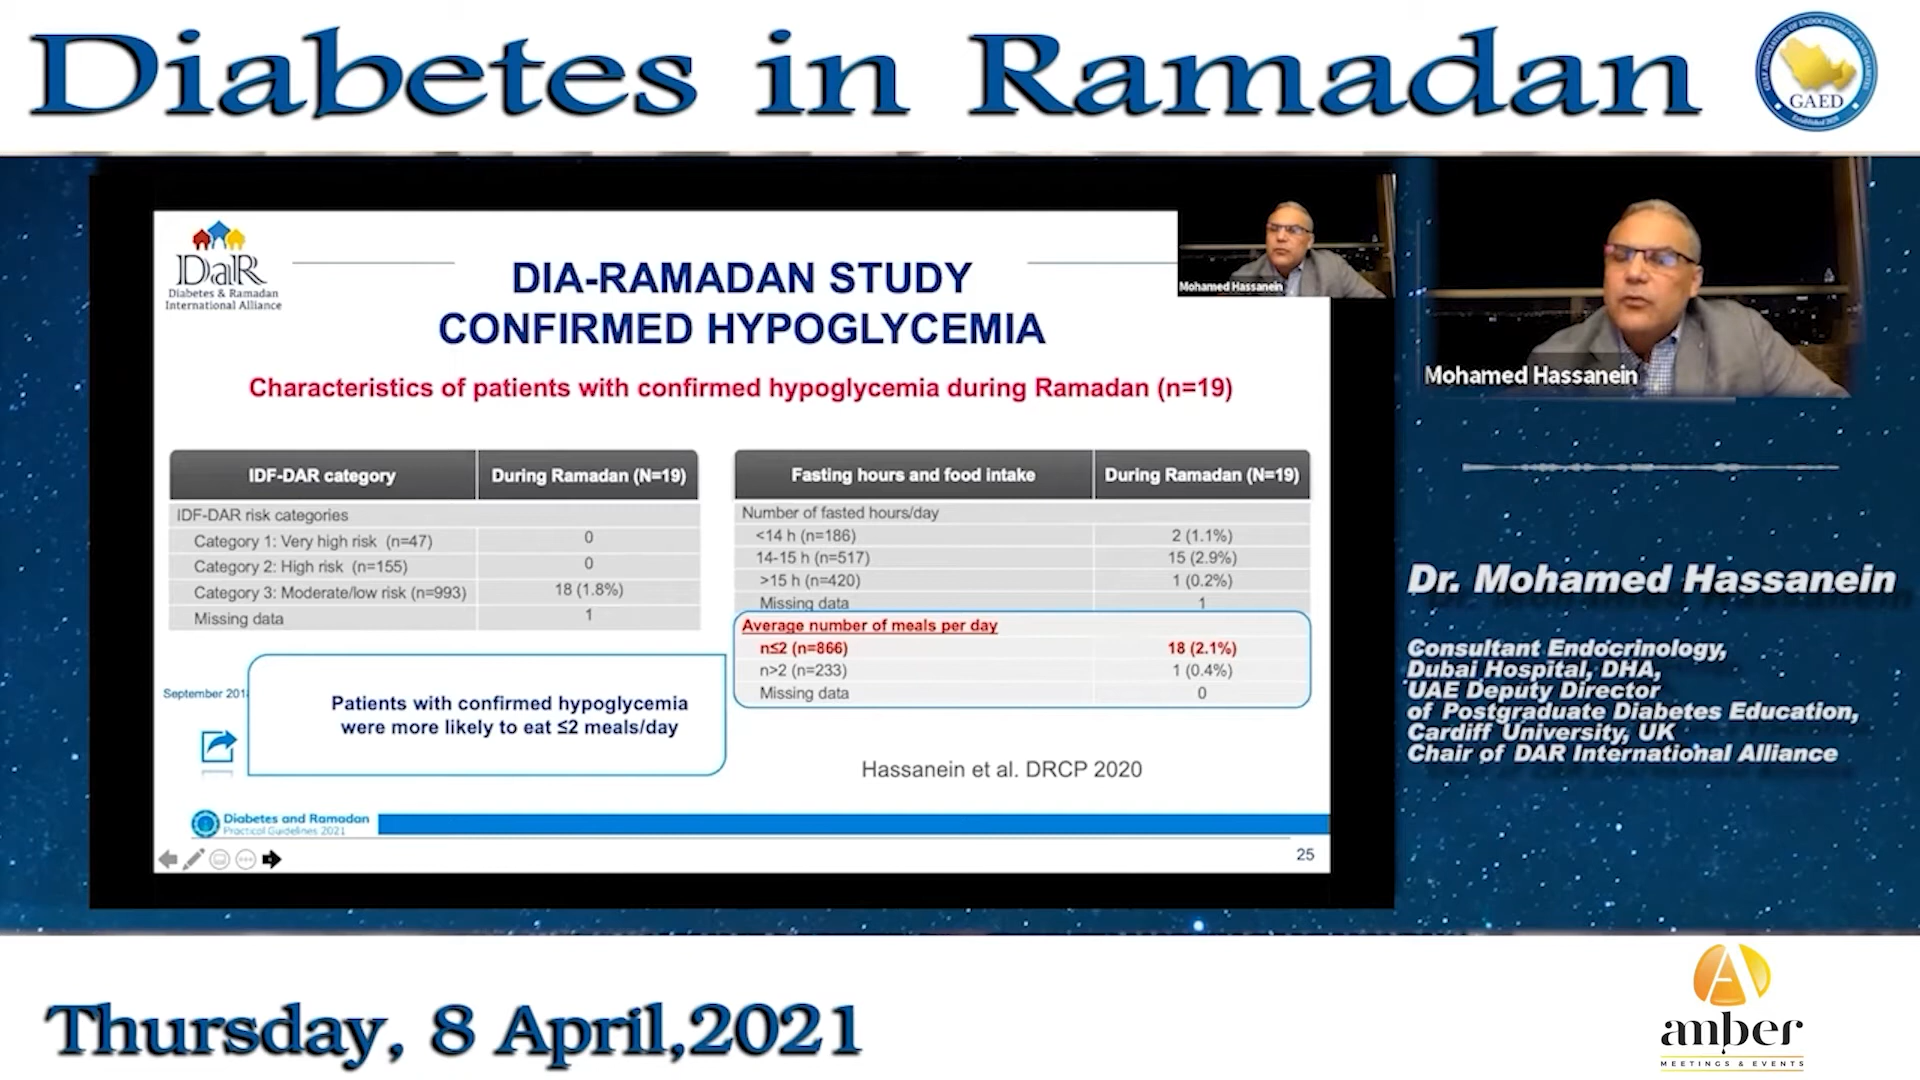 Diabetes in Ramadan
GAED
DaR
Diabetes & Ramadan
International Alliance
DIA-RAMADAN STUDY
CONFIRMED HYPOGLYCEMIA
Characteristics of patients with confirmed hypoglycemia during Ramadan (n=19)
Mohamed Hassanein
Mohamed Hassanein
IDF-DAR category During Ramadan (N=19)
IDF-DAR risk categories
Category 1: Very high risk (n=47) 0
Category 2: High risk (n=155) 0
Category 3: Moderate/low risk (n=993) 18 (1.8%)
Missing data 1
Fasting hours and food intake During Ramadan (N=19)
Number of fasted hours/day
<14 h (n=186) 2 (1.1%)
14-15 h (n=517) 15 (2.9%)
>15 h (n=420) 1 (0.2%)
Missing data 1
Average number of meals per day
n≤2 (n=866) 18 (2.1%)
n>2 (n=233) 1 (0.4%)
Missing data 0
September 201
Patients with confirmed hypoglycemia
were more likely to eat ≤2 meals/day
Hassanein et al. DRCP 2020
Diabetes and Ramadan
Practical Guidelines 2021
25
Dr. Mohamed Hassanein
Consultant Endocrinology,
Dubai Hospital, DHA,
UAE Deputy Director
of Postgraduate Diabetes Education,
Cardiff University, UK
Chair of DAR International Alliance
Thursday, 8 April,2021
amber
MEETINGS & EVENTS